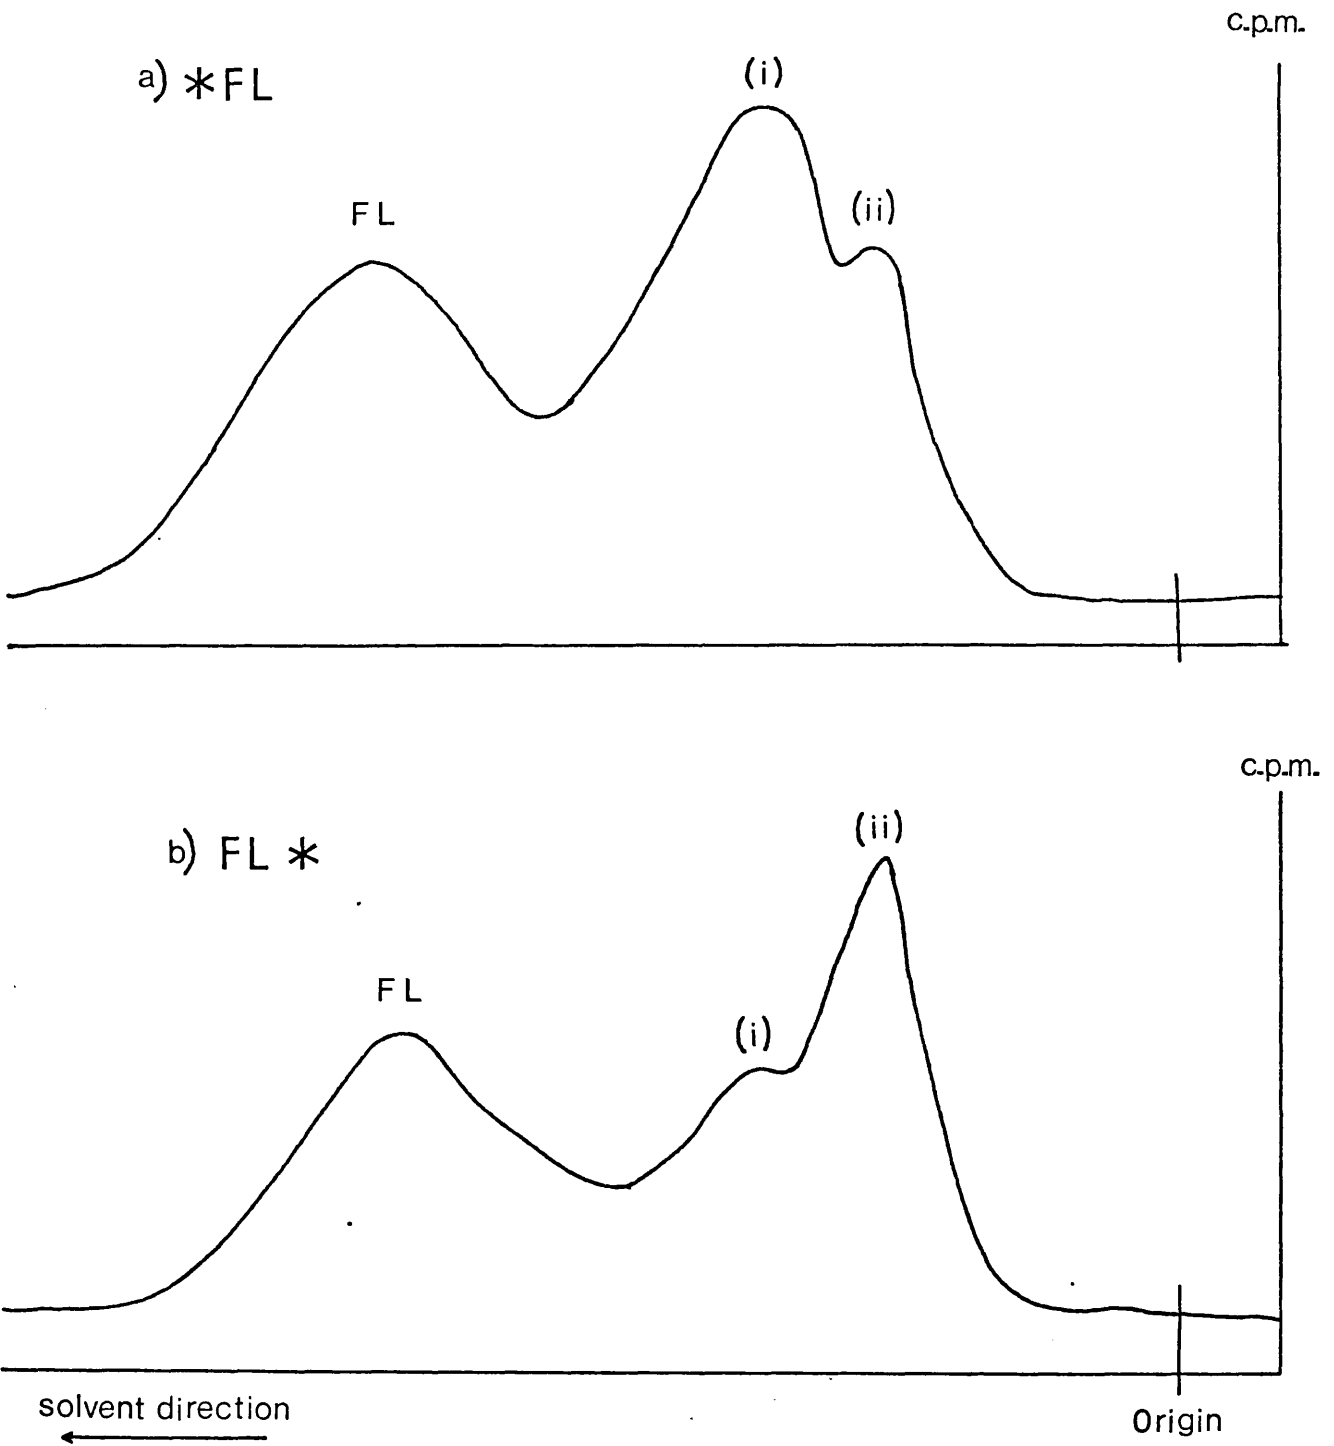 c.p.m.
a) *FL
(i)
(ii)
FL
c.p.m.
b) FL *
(ii)
FL
(i)
solvent direction
Origin